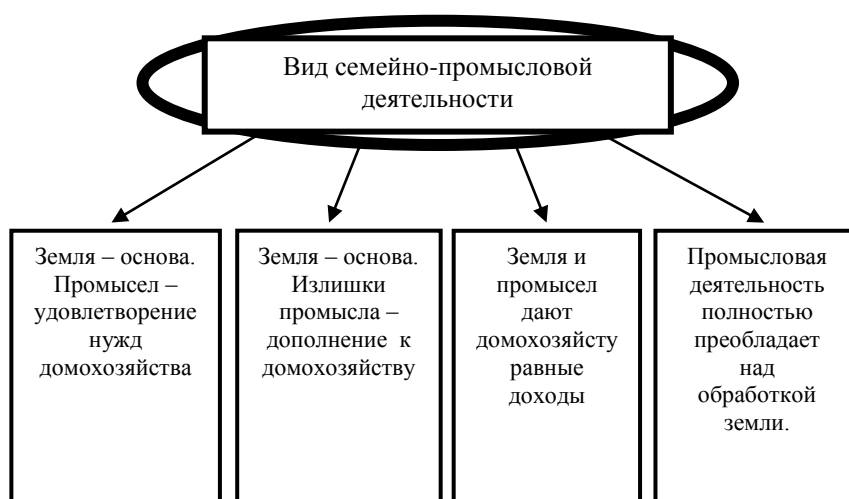 Вид семейно-промысловой
деятельности
Земля – основа.
Промысел –
удовлетворение
нужд
домохозяйства
Земля – основа.
Излишки
промысла –
дополнение к
домохозяйству
Земля и
промысел
дают
домохозяйсту
равные
доходы
Промысловая
деятельность
полностью
преобладает
над
обработкой
земли.